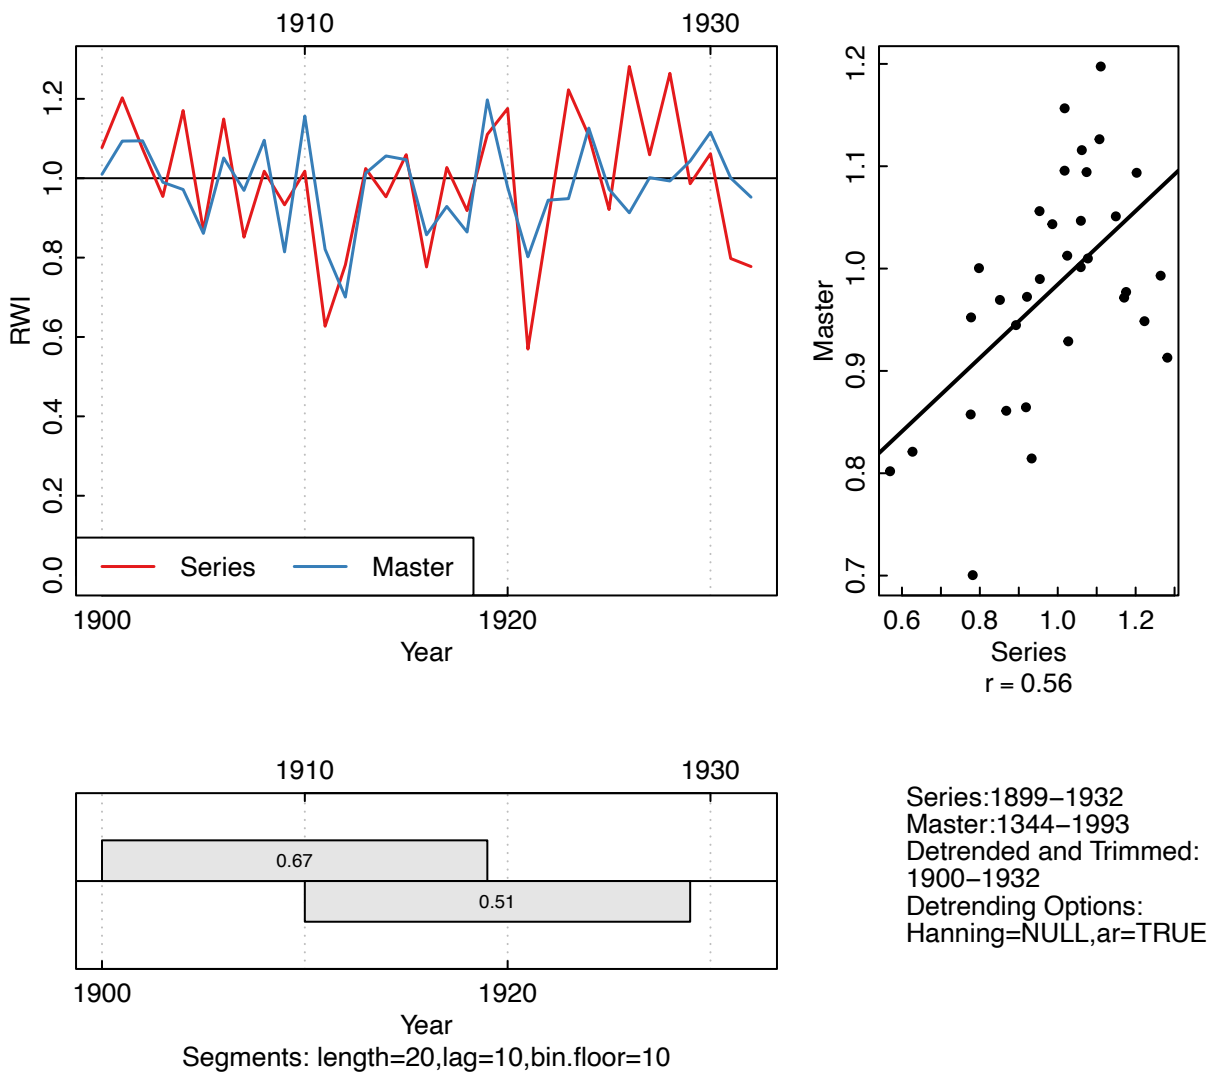 1910 1930
RWI
0.0 0.2 0.4 0.6 0.8 1.0 1.2
Series Master
1900 1920
Year
Master
0.7 0.8 0.9 1.0 1.1 1.2
0.6 0.8 1.0 1.2
Series
r = 0.56
1910 1930
0.67
0.51
1900 1920
Year
Segments: length=20,lag=10,bin.floor=10
Series:1899−1932
Master:1344−1993
Detrended and Trimmed:
1900−1932
Detrending Options:
Hanning=NULL,ar=TRUE